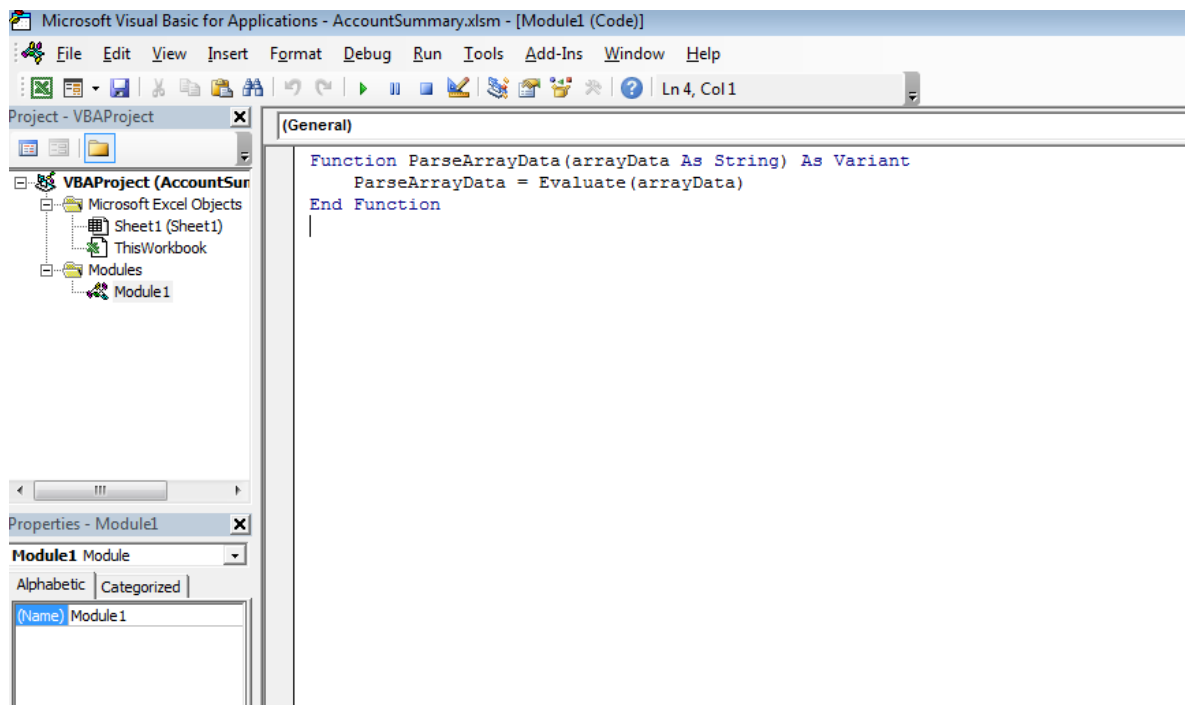 Microsoft Visual Basic for Applications - AccountSummary.xlsm - [Module1 (Code)]
File Edit View Insert Format Debug Run Tools Add-Ins Window Help
Ln 4, Col 1
Project - VBAProject
VBAProject (AccountSum
Microsoft Excel Objects
Sheet1 (Sheet1)
ThisWorkbook
Modules
Module1
Properties - Module1
Module1 Module
Alphabetic Categorized
(Name) Module1
(General)
Function ParseArrayData(arrayData As String) As Variant
ParseArrayData = Evaluate(arrayData)
End Function